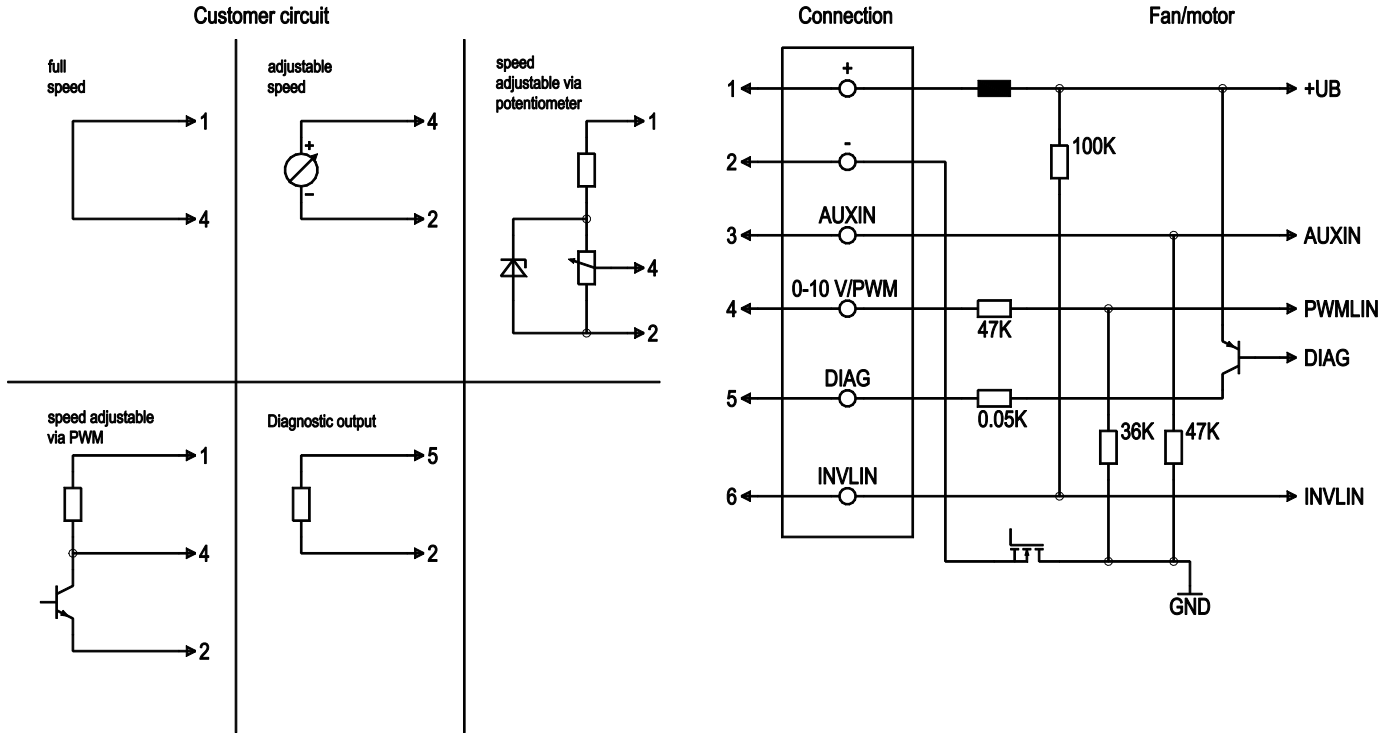 Customer circuit
full
speed
1
4
adjustable
speed
+
-
4
2
speed
adjustable via
potentiometer
1
4
2
speed adjustable
via PWM
1
4
2
Diagnostic output
5
2
Connection
Fan/motor
1
+
+UB
100K
2
-
3
AUXIN
AUXIN
4
0-10 V/PWM
47K
PWMLIN
DIAG
5
DIAG
0.05K
36K
47K
6
INVLIN
INVLIN
GND